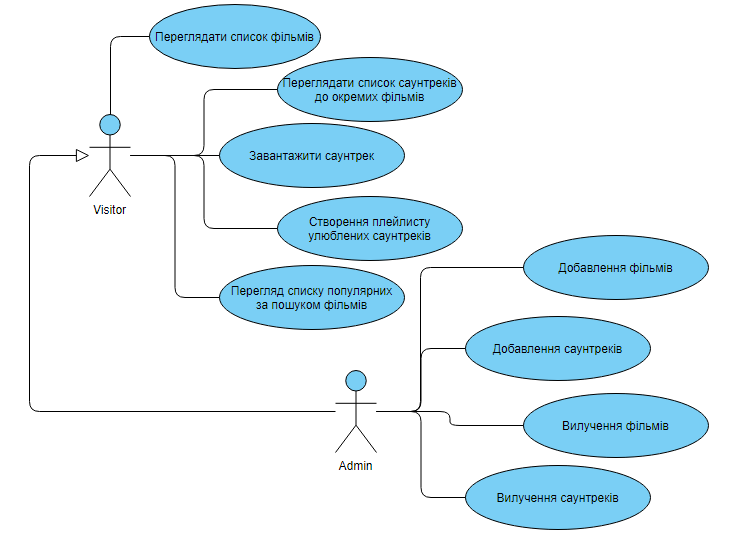 Переглядати список фільмів
Переглядати список саунтреків
до окремих фільмів
Завантажити саунтрек
Visitor
Створення плейлисту
улюблених саунтреків
Перегляд списку популярних
за пошуком фільмів
Добавлення фільмів
Добавлення саунтреків
Вилучення фільмів
Admin
Вилучення саунтреків